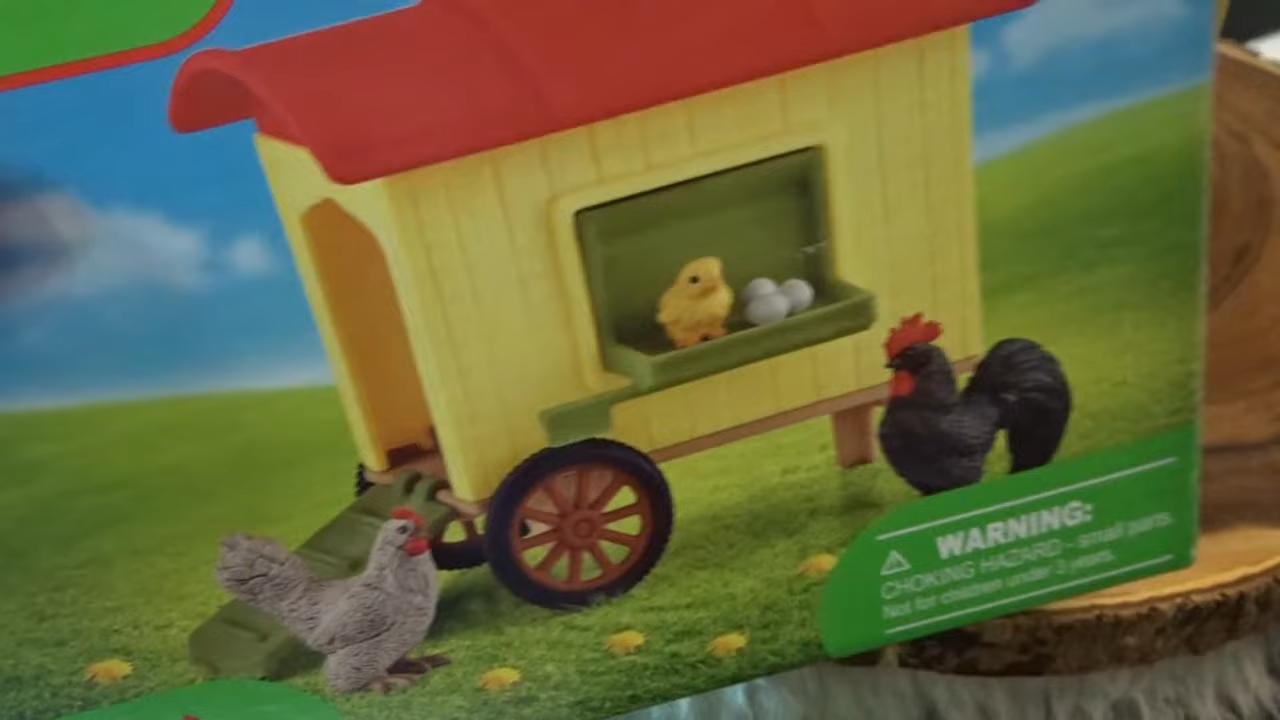 WARNING:
CHOKING HAZARD - small parts.
Not for children under 3 years.